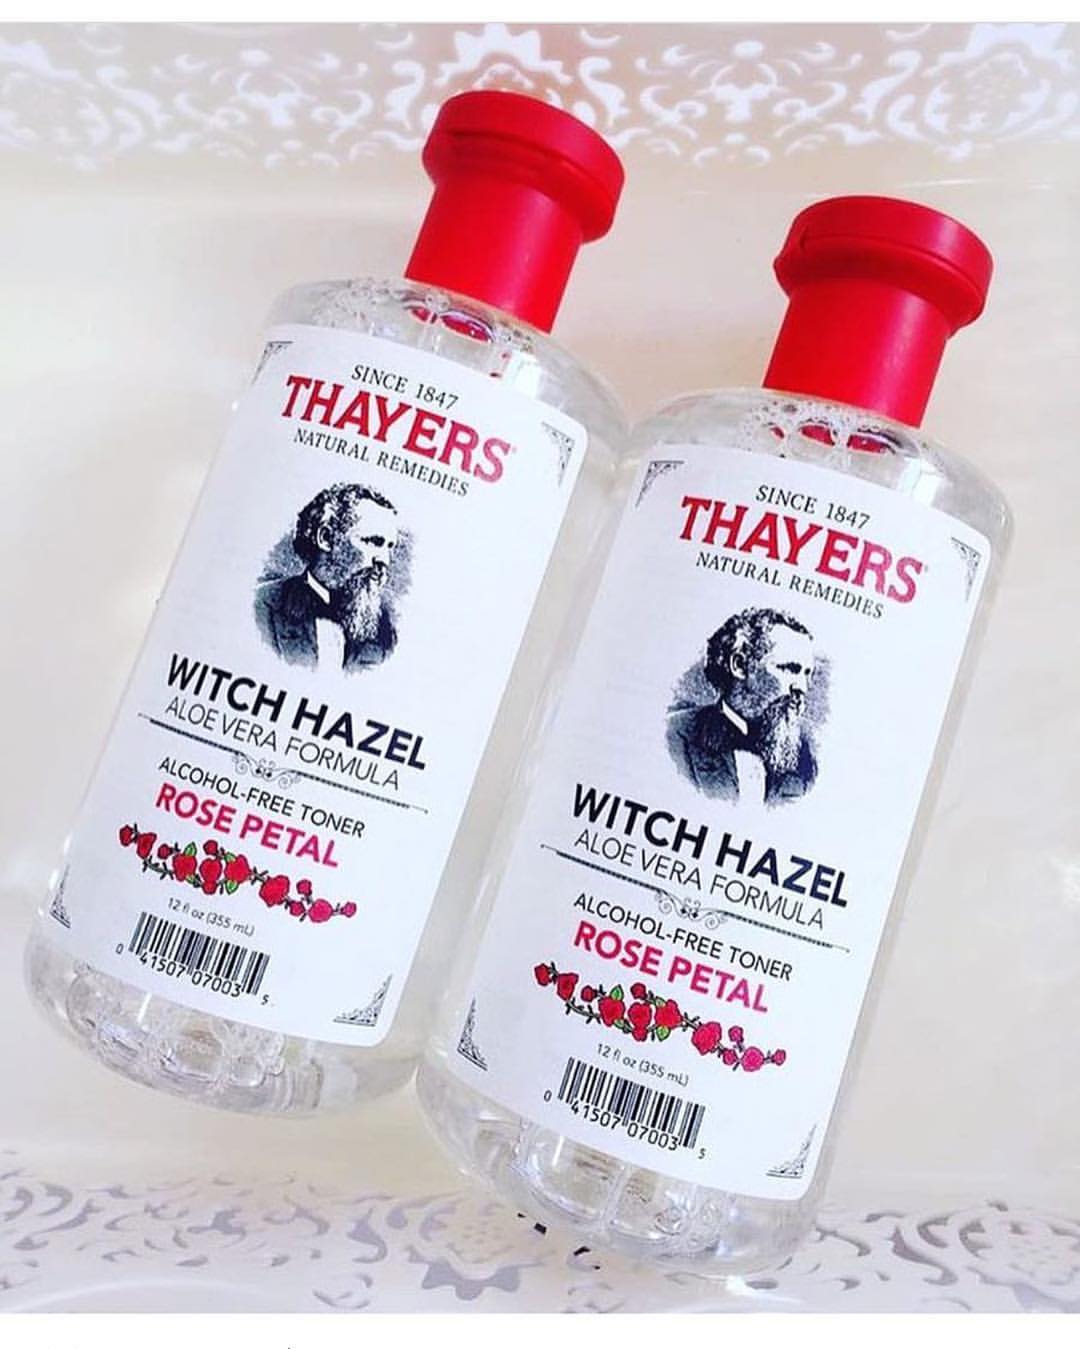 SINCE 1847
THAYERS
NATURAL REMEDIES
WITCH HAZEL
ALOE VERA FORMULA
ALCOHOL-FREE TONER
ROSE PETAL
12 fl oz (355 mL)
0 41507 07003 5
SINCE 1847
THAYERS
NATURAL REMEDIES
WITCH HAZEL
ALOE VERA FORMULA
ALCOHOL-FREE TONER
ROSE PETAL
12 fl oz (355 mL)
0 41507 07003 5